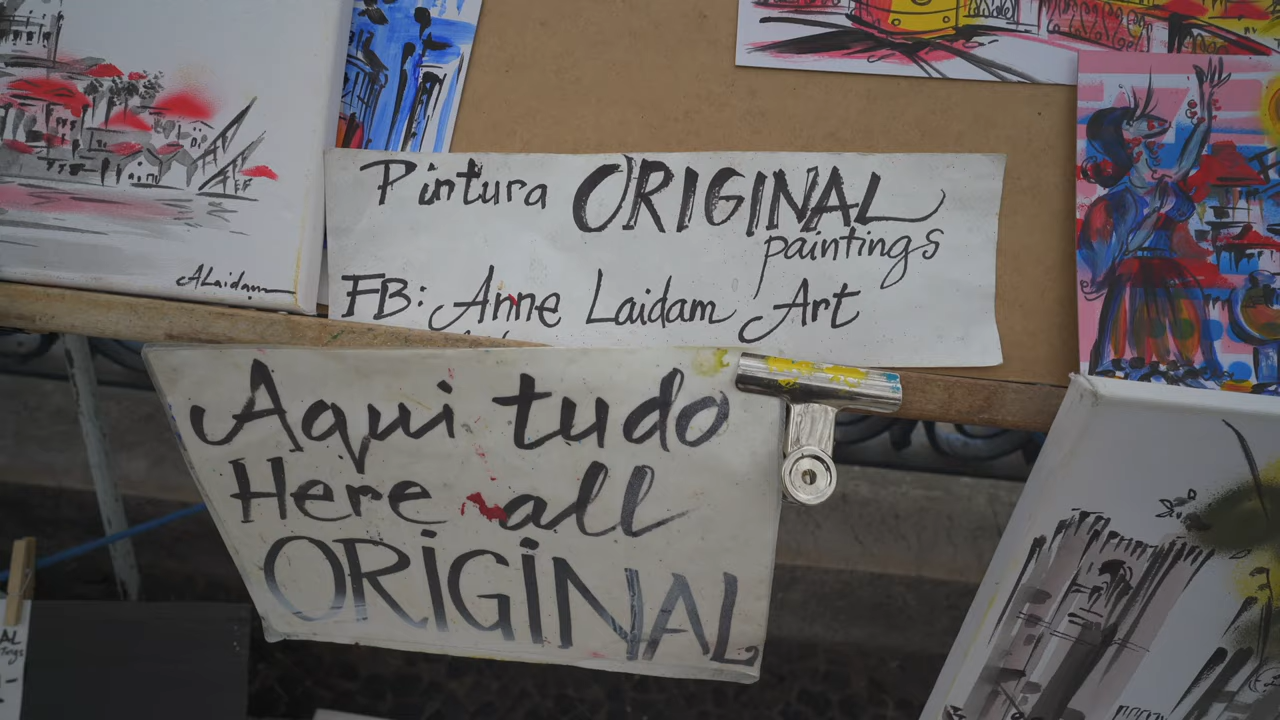 ALaidam
Pintura ORIGINAL
paintings
FB: Anne Laidam Art
Aqui tudo
Here all
ORIGINAL